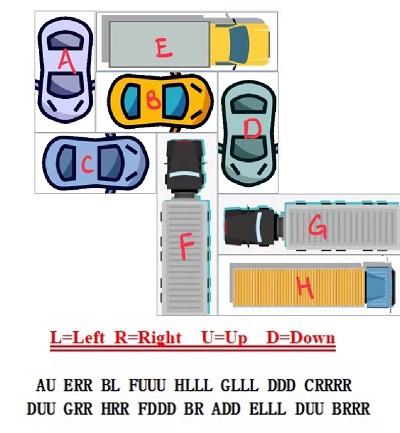 E
A
B
D
C
F
G
H
L=Left R=Right U=Up D=Down
AU ERR BL FUUU HLLL GLLL DDD CRRRR
DUU GRR HRR FDDD BR ADD ELLL DUU BRRR